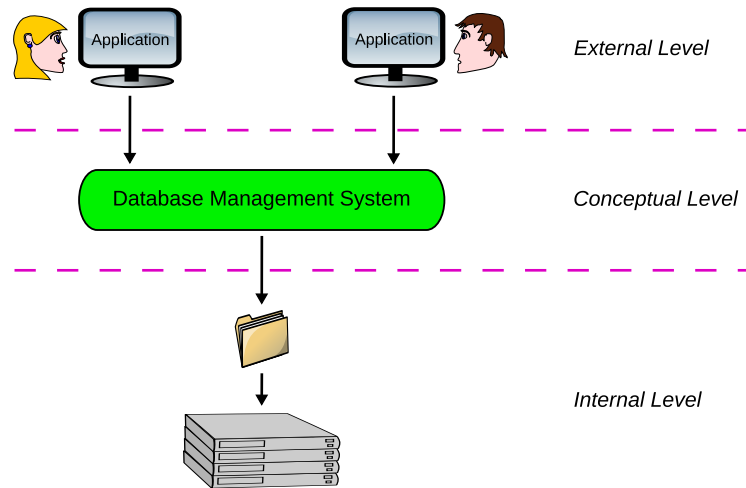 Application
Application
External Level
Database Management System
Conceptual Level
Internal Level